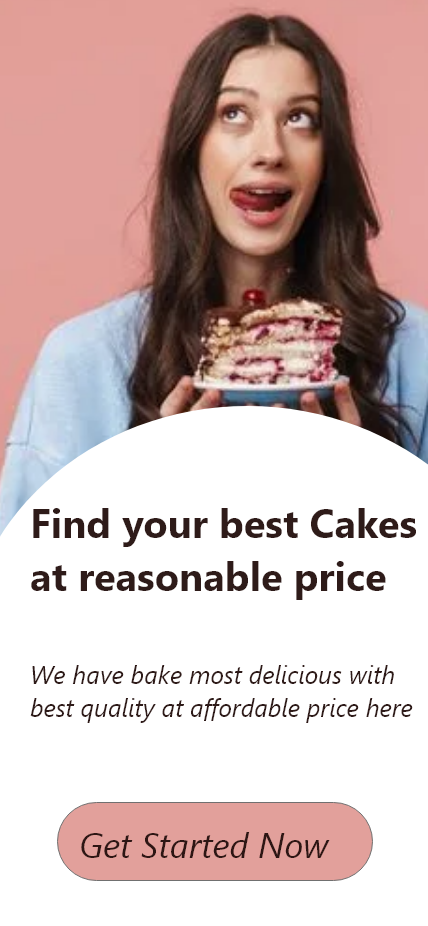 Find your best Cakes
at reasonable price
We have bake most delicious with
best quality at affordable price here
Get Started Now